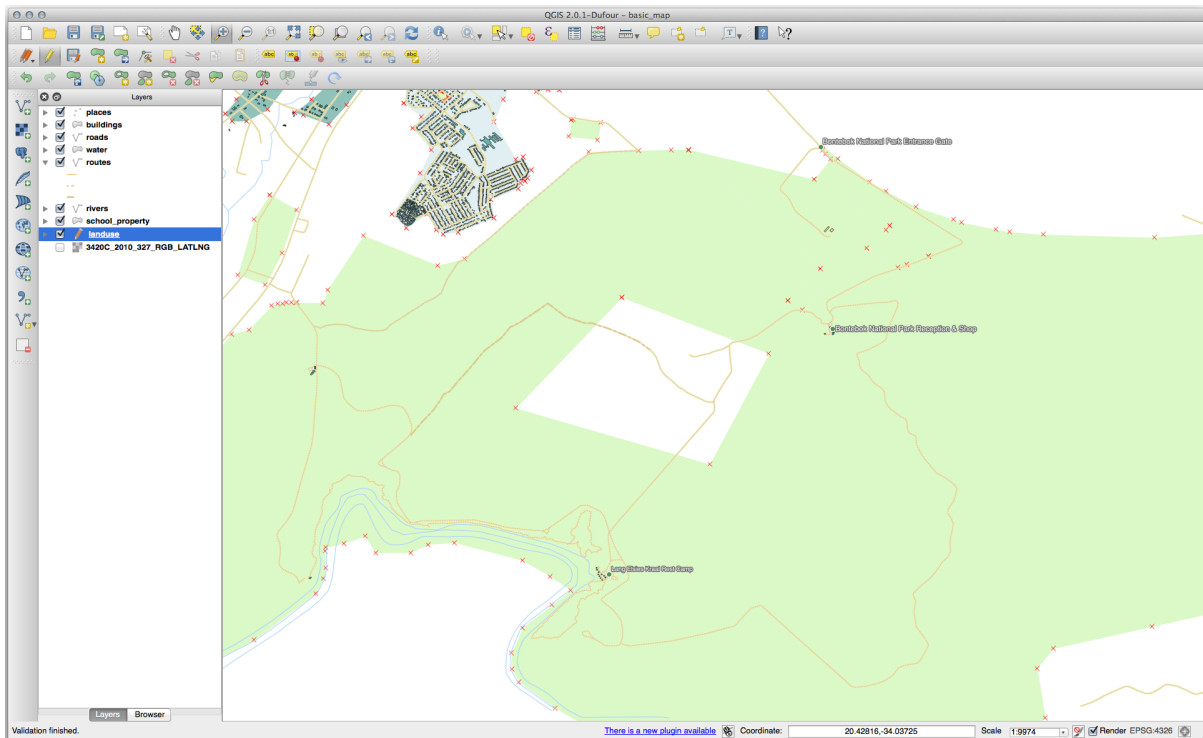 QGIS 2.0.1-Dufour - basic_map
Layers
places
buildings
roads
water
routes
rivers
school_property
landuse
3420C_2010_327_RGB_LATLNG
Bontebok National Park Entrance Gate
Bontebok National Park Reception & Shop
Lang Elsies Kraal Rest Camp
Layers Browser
Validation finished. There is a new plugin available Coordinate: 20.42816,-34.03725 Scale 1:9974 Render EPSG:4326